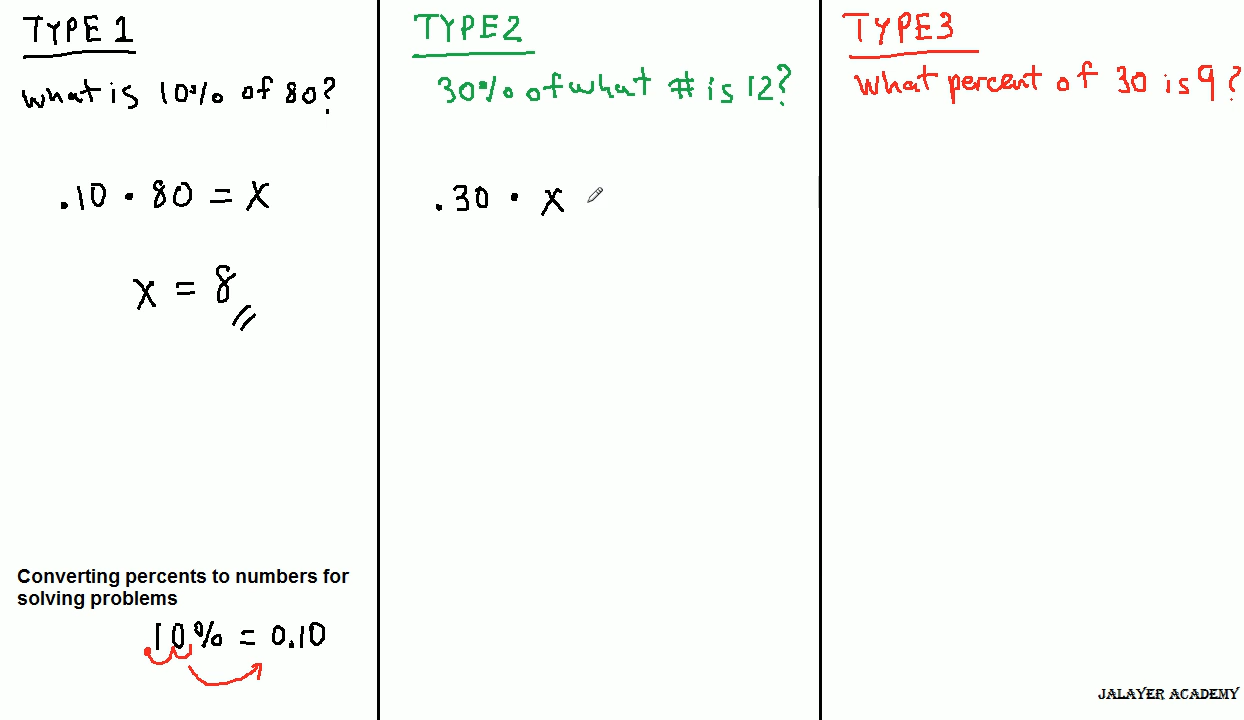 TYPE 1
what is 10% of 80?
.10 · 80 = x
x = 8
Converting percents to numbers for
solving problems
10% = 0.10
TYPE2
30% of what # is 12?
.30 · x
TYPE3
what percent of 30 is 9?
JALAYER ACADEMY